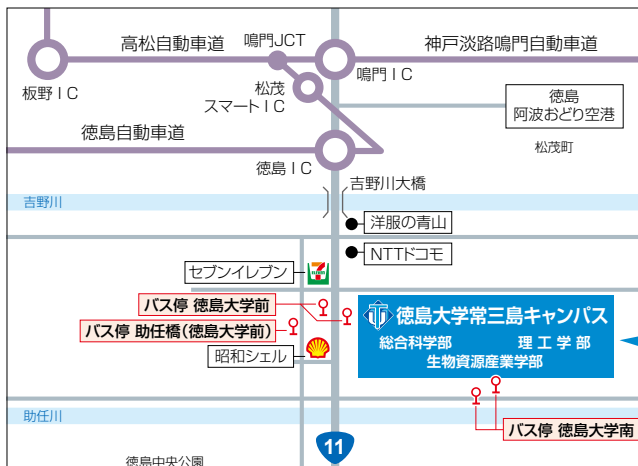 高松自動車道
鳴門JCT
神戸淡路鳴門自動車道
板野IC
鳴門IC
松茂
スマートIC
徳島
阿波おどり空港
松茂町
徳島自動車道
徳島IC
吉野川大橋
吉野川
洋服の青山
NTTドコモ
セブンイレブン
7
ELEVEN
バス停 徳島大学前
バス停 助任橋(徳島大学前)
昭和シェル
徳島大学常三島キャンパス
総合科学部 理工学部
生物資源産業学部
助任川
バス停 徳島大学南
11
徳島中央公園